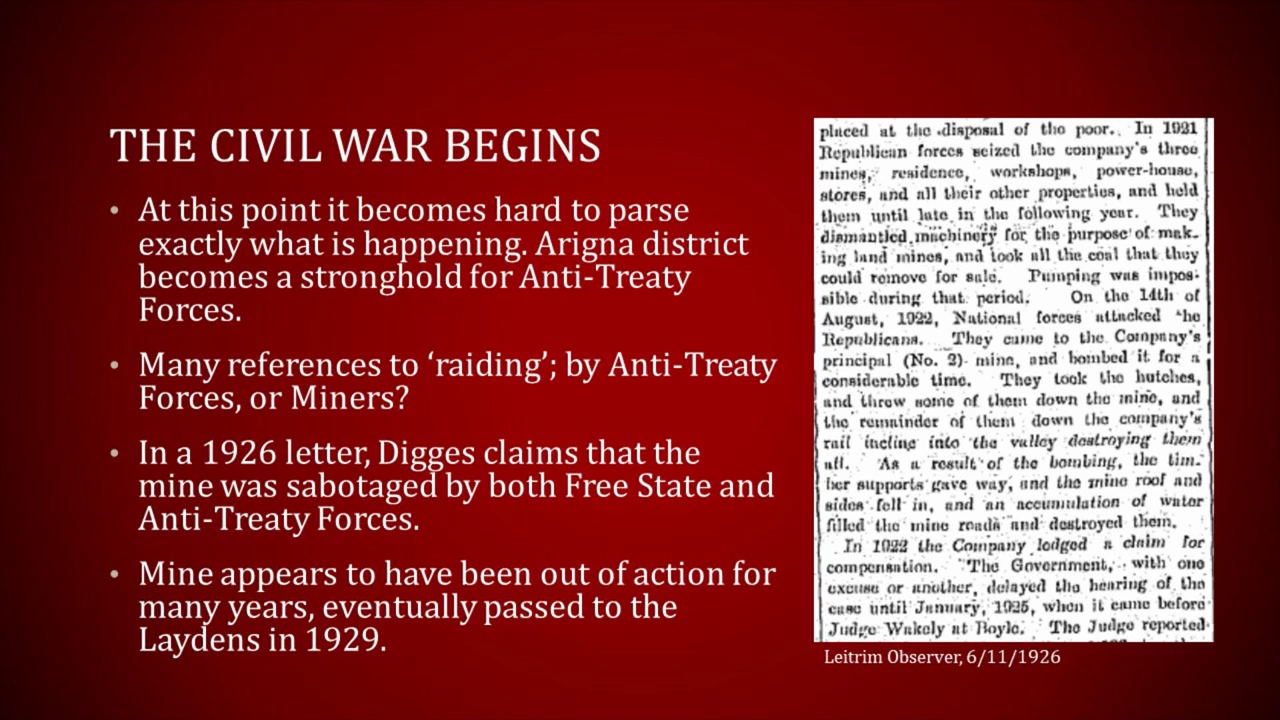 THE CIVIL WAR BEGINS
• At this point it becomes hard to parse
exactly what is happening. Arigna district
becomes a stronghold for Anti-Treaty
Forces.
• Many references to ‘raiding’; by Anti-Treaty
Forces, or Miners?
• In a 1926 letter, Digges claims that the
mine was sabotaged by both Free State and
Anti-Treaty Forces.
• Mine appears to have been out of action for
many years, eventually passed to the
Laydens in 1929.
placed at the disposal of the poor. In 1921
Republican forces seized the company's three
mines, residence, workshops, power-house,
stores, and all their other properties, and held
them until late in the following year. They
dismantled machinery for the purpose of mak-
ing land mines, and took all the coal that they
could remove for sale. Pumping was impos-
sible during that period. On the 14th of
August, 1922, National forces attacked 'he
Republicans. They came to the Company's
principal (No. 2) mine, and bombed it for a
considerable time. They took the hutches,
and threw some of them down the mine, and
the remainder of them down the company's
rail incline into the valley destroying them
all. As a result of the bombing, the tim-
ber supports gave way, and the mine roof and
sides fell in, and an accumulation of water
filled the mine roads and destroyed them.
In 1922 the Company lodged a claim for
compensation. The Government, with one
excuse or another, delayed the hearing of the
case until January, 1925, when it came before
Judge Wakely at Boyle. The Judge reported
Leitrim Observer, 6/11/1926